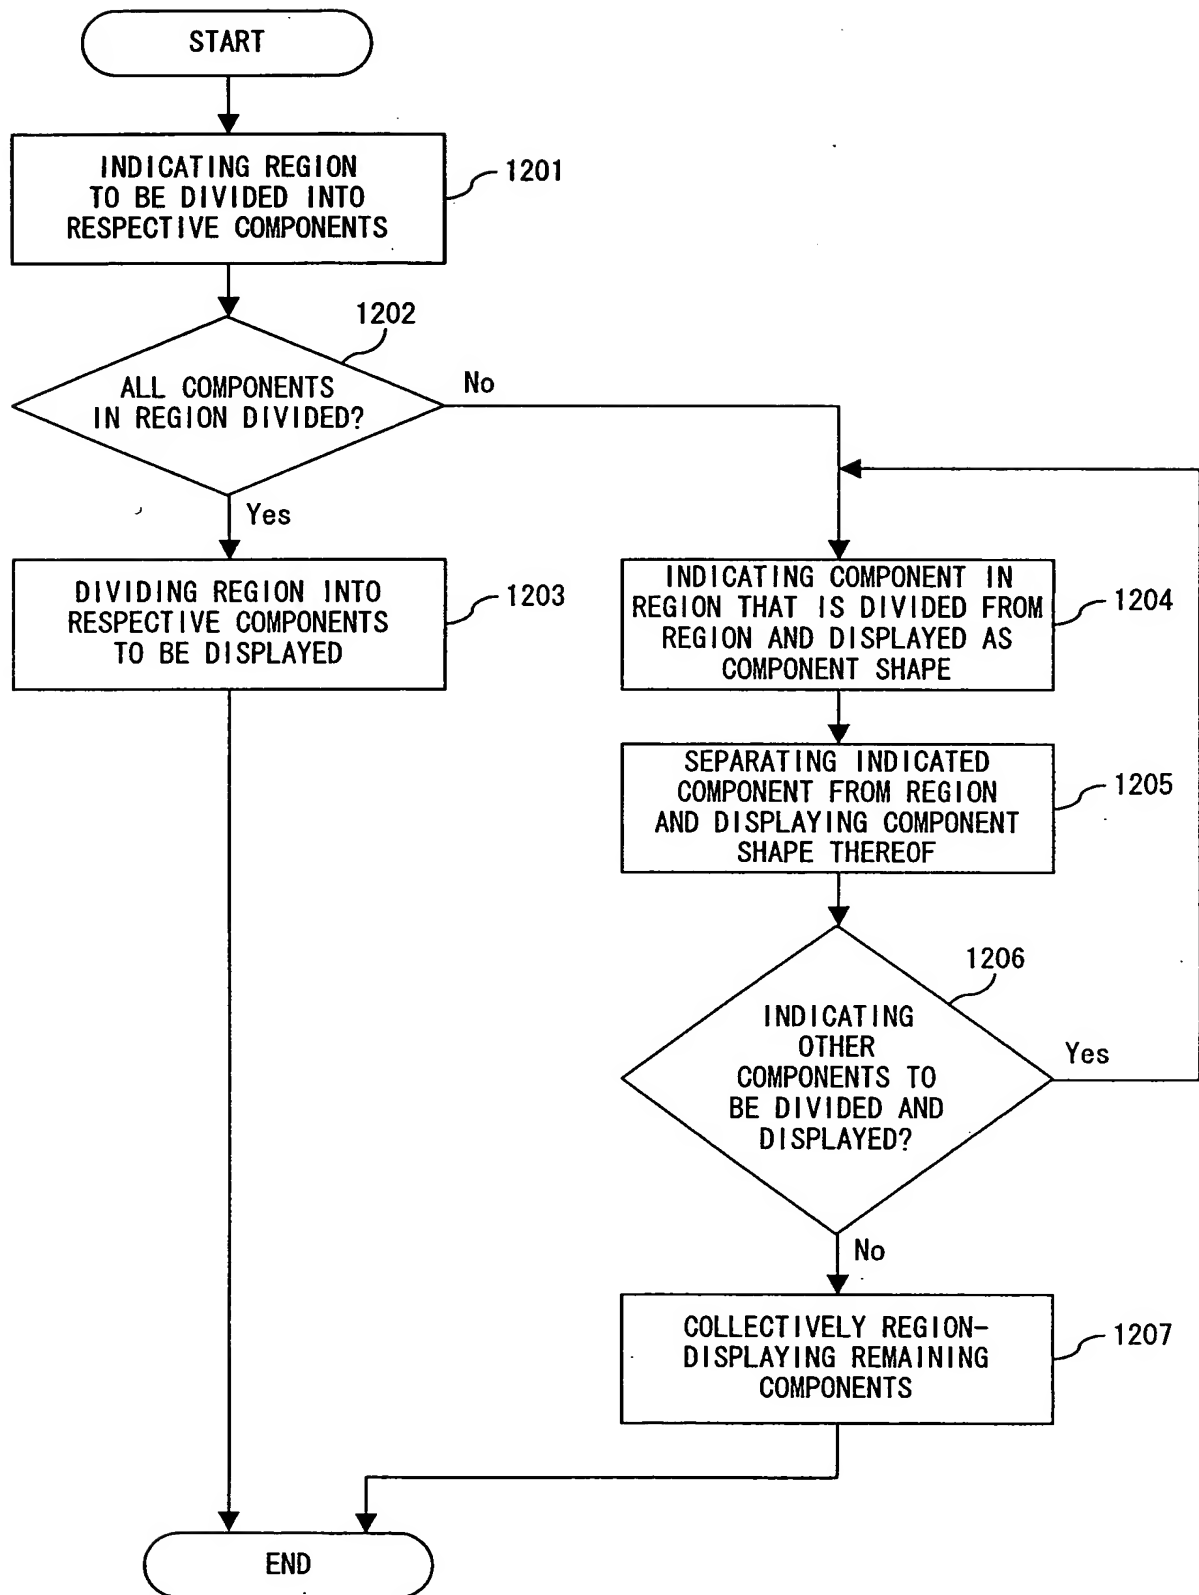 START
INDICATING REGION
TO BE DIVIDED INTO
RESPECTIVE COMPONENTS
1201
1202
ALL COMPONENTS
IN REGION DIVIDED?
No
Yes
DIVIDING REGION INTO
RESPECTIVE COMPONENTS
TO BE DISPLAYED
1203
INDICATING COMPONENT IN
REGION THAT IS DIVIDED FROM
REGION AND DISPLAYED AS
COMPONENT SHAPE
1204
SEPARATING INDICATED
COMPONENT FROM REGION
AND DISPLAYING COMPONENT
SHAPE THEREOF
1205
1206
INDICATING
OTHER
COMPONENTS TO
BE DIVIDED AND
DISPLAYED?
Yes
No
COLLECTIVELY REGION-
DISPLAYING REMAINING
COMPONENTS
1207
END